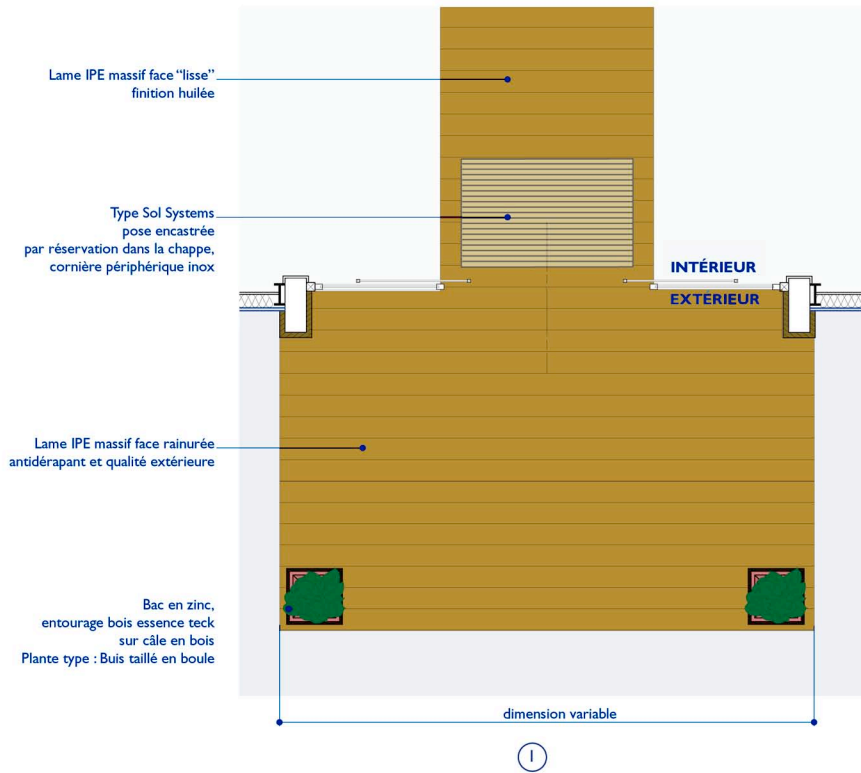 Lame IPE massif face “lisse”
finition huilée
Type Sol Systems
pose encastrée
par réservation dans la chappe,
cornière périphérique inox
INTÉRIEUR
EXTÉRIEUR
Lame IPE massif face rainurée
antidérapant et qualité extérieure
Bac en zinc,
entourage bois essence teck
sur câle en bois
Plante type : Buis taillé en boule
dimension variable
1